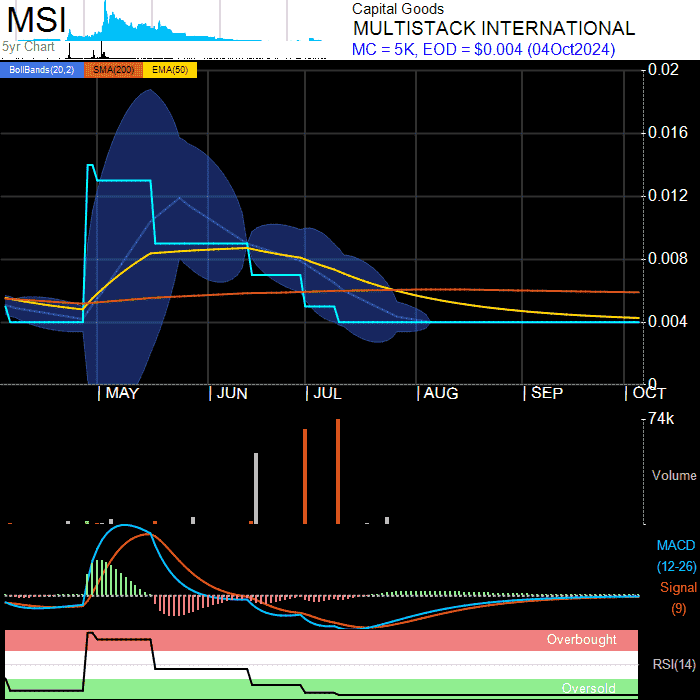 MSI
5yr Chart
Capital Goods
MULTISTACK INTERNATIONAL
MC = 5K, EOD = $0.004 (04Oct2024)
BollBands(20,2) SMA(200) EMA(50)
0.02
0.016
0.012
0.008
0.004
0
MAY JUN JUL AUG SEP OCT
74k
Volume
MACD
(12-26)
Signal
(9)
Overbought
RSI(14)
Oversold